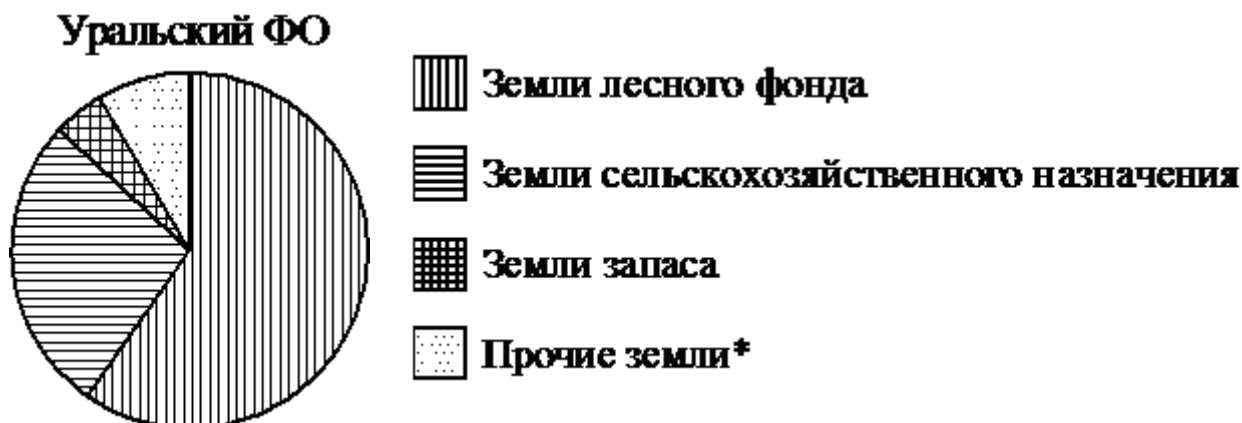 Уральский ФО
Земли лесного фонда
Земли сельскохозяйственного назначения
Земли запаса
Прочие земли*